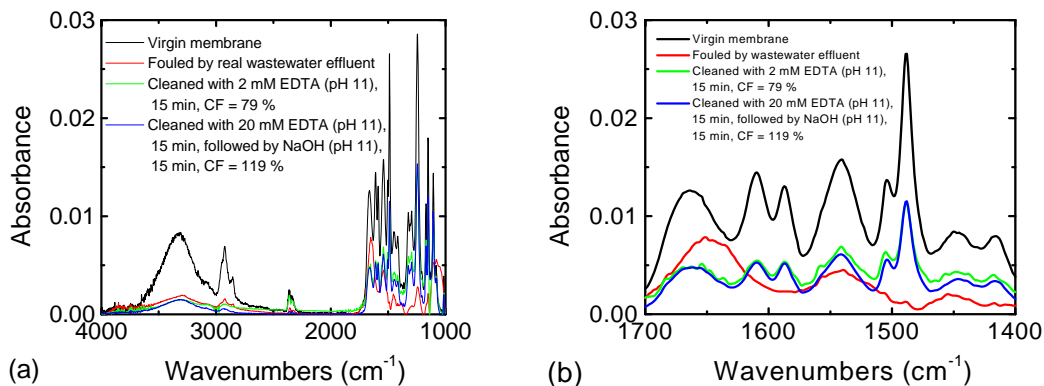 0.03
0.02
0.01
0.00
Absorbance
Virgin membrane
Fouled by real wastewater effluent
Cleaned with 2 mM EDTA (pH 11),
15 min, CF = 79 %
Cleaned with 20 mM EDTA (pH 11),
15 min, followed by NaOH (pH 11),
15 min, CF = 119 %
4000
3000
2000
1000
Wavenumbers (cm⁻¹)
(a)
0.03
0.02
0.01
0.00
Absorbance
Virgin membrane
Fouled by wastewater effluent
Cleaned with 2 mM EDTA (pH 11),
15 min, CF = 79 %
Cleaned with 20 mM EDTA (pH 11),
15 min, followed by NaOH (pH 11),
15 min, CF = 119 %
1700
1600
1500
1400
Wavenumbers (cm⁻¹)
(b)